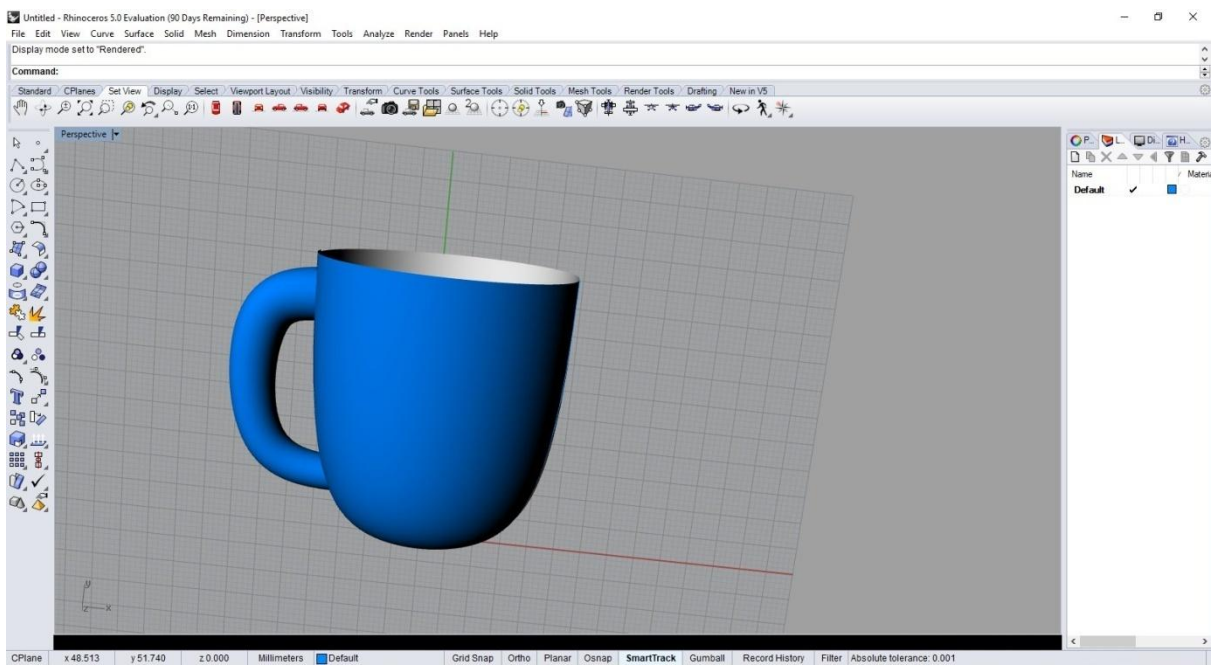 Untitled - Rhinoceros 5.0 Evaluation (90 Days Remaining) - [Perspective]
File Edit View Curve Surface Solid Mesh Dimension Transform Tools Analyze Render Panels Help
Display mode set to "Rendered".
Command:
Standard CPlanes Set View Display Select Viewport Layout Visibility Transform Curve Tools Surface Tools Solid Tools Mesh Tools Render Tools Drafting New in V5
Perspective
P... L... Di... H...
Name Materia
Default
y
z x
CPlane x 48.513 y 51.740 z 0.000 Millimeters Default Grid Snap Ortho Planar Osnap SmartTrack Gumball Record History Filter Absolute tolerance: 0.001